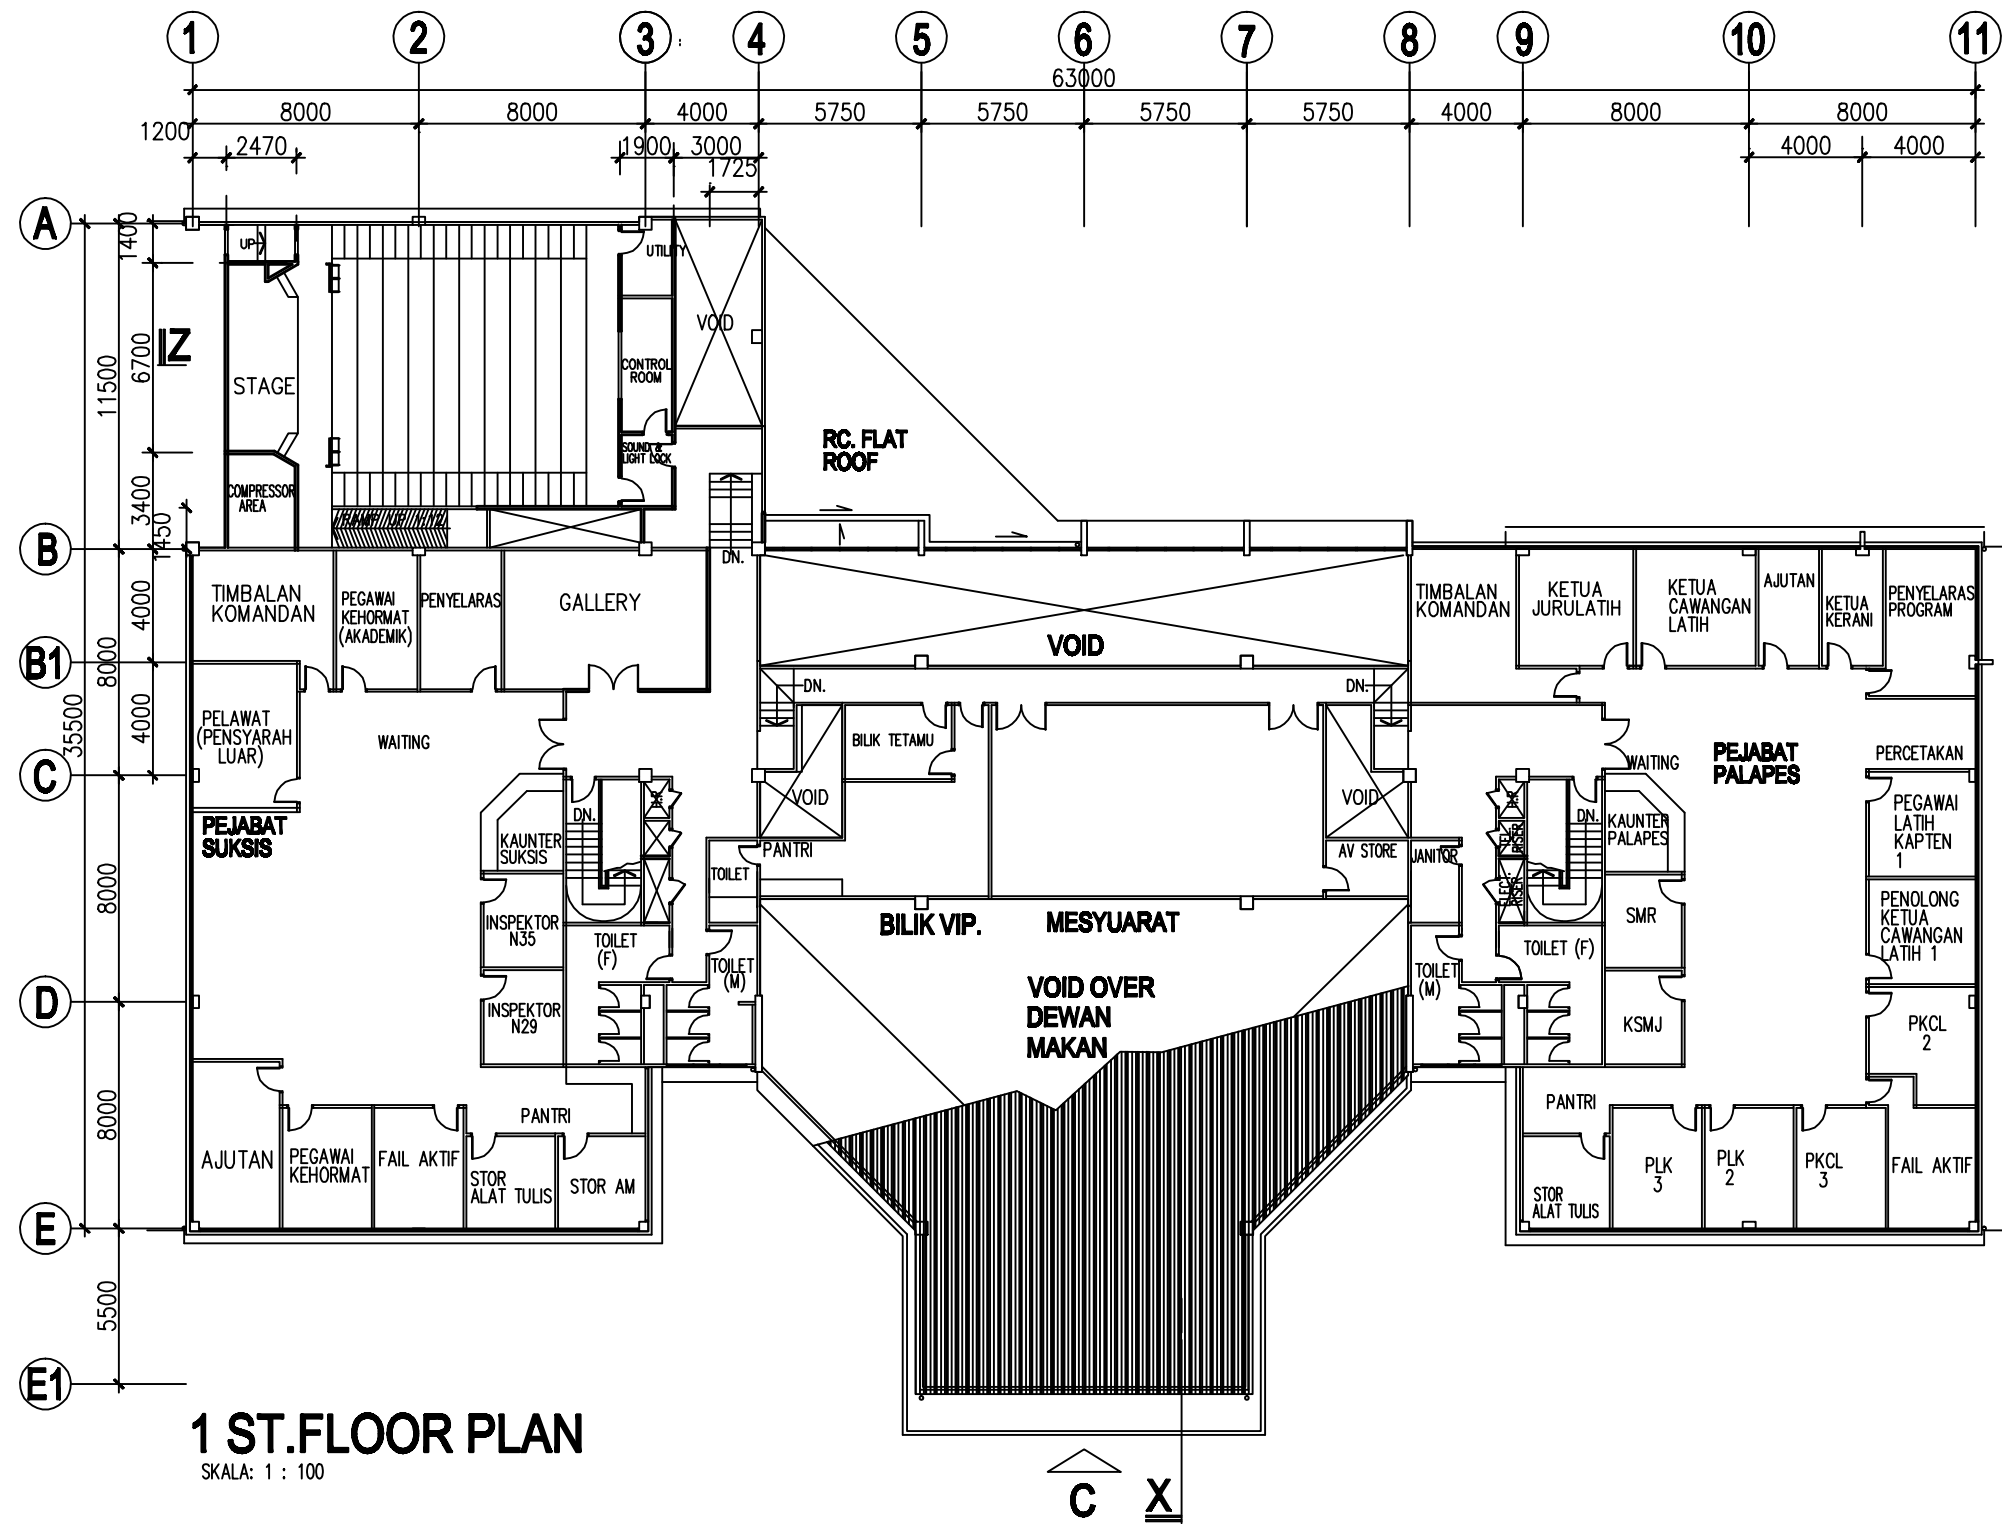 1 2 3 4 5 6 7 8 9 10 11
63000
8000 8000 4000 5750 5750 5750 5750 4000 8000 8000
1200 2470 1900 3000 4000 4000
1725
A
B
B1
C
D
E
E1
1400
6700
11500
3400
1450
4000
8000
4000
35500
8000
8000
5500
Z
UP
STAGE
COMPRESSOR
AREA
RAMP UP 1:12
UTILITY
CONTROL
ROOM
SOUND &
LIGHT LOCK
VOID
RC. FLAT
ROOF
DN.
TIMBALAN
KOMANDAN
PEGAWAI
KEHORMAT
(AKADEMIK)
PENYELARAS
GALLERY
PELAWAT
(PENSYARAH
LUAR)
WAITING
PEJABAT
SUKSIS
KAUNTER
SUKSIS
DN.
H.R
INSPEKTOR
N35
INSPEKTOR
N29
TOILET
(F)
TOILET
TOILET
(M)
AJUTAN
PEGAWAI
KEHORMAT
FAIL AKTIF
STOR
ALAT TULIS
PANTRI
STOR AM
VOID
DN.
DN.
BILIK TETAMU
VOID
VOID
PANTRI
AV STORE
BILIK VIP.
MESYUARAT
VOID OVER
DEWAN
MAKAN
TIMBALAN
KOMANDAN
KETUA
JURULATIH
KETUA
CAWANGAN
LATIH
AJUTAN
KETUA
KERANI
PENYELARAS
PROGRAM
WAITING
PEJABAT
PALAPES
PERCETAKAN
JANITOR
H.R
TEL.
RISER
ELECT.
RISER
DN.
KAUNTER
PALAPES
PEGAWAI
LATIH
KAPTEN
1
SMR
PENOLONG
KETUA
CAWANGAN
LATIH 1
TOILET
(M)
TOILET (F)
KSMJ
PKCL
2
PANTRI
STOR
ALAT TULIS
PLK
3
PLK
2
PKCL
3
FAIL AKTIF
1 ST.FLOOR PLAN
SKALA: 1 : 100
C
X